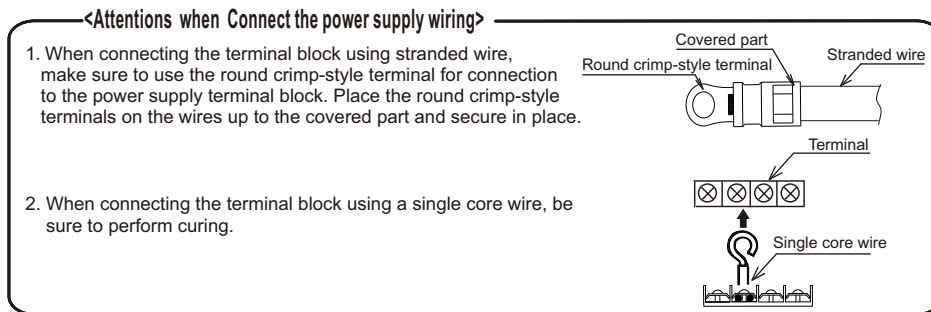 <Attentions when Connect the power supply wiring>
1. When connecting the terminal block using stranded wire,
make sure to use the round crimp-style terminal for connection
to the power supply terminal block. Place the round crimp-style
terminals on the wires up to the covered part and secure in place.
Covered part
Round crimp-style terminal
Stranded wire
Terminal
2. When connecting the terminal block using a single core wire, be
sure to perform curing.
Single core wire